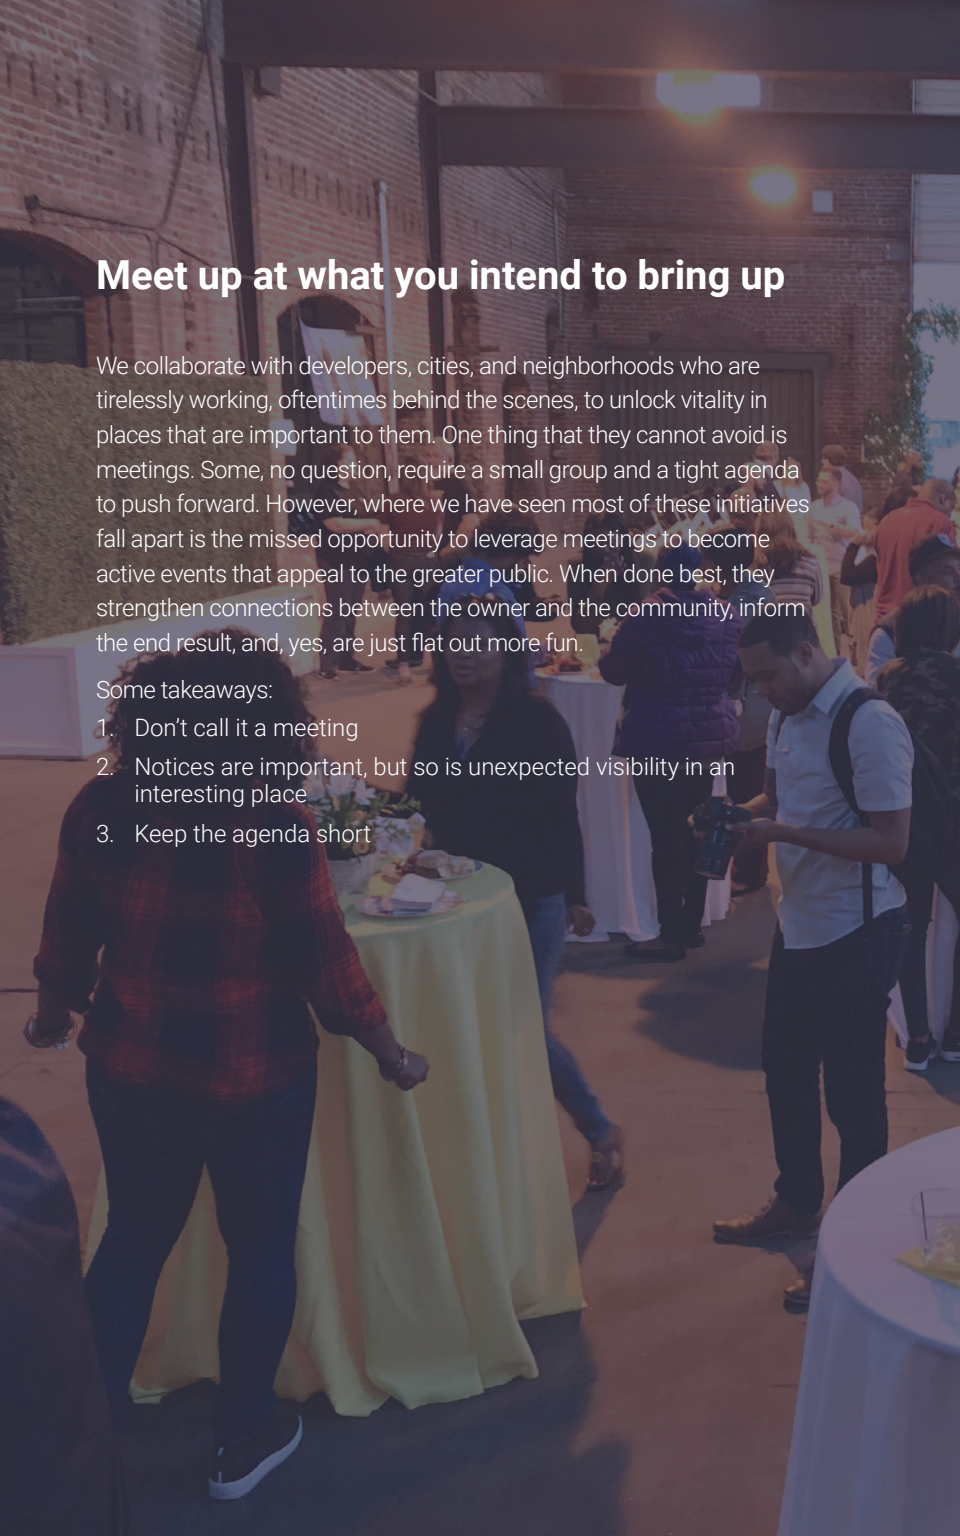 Meet up at what you intend to bring up
We collaborate with developers, cities, and neighborhoods who are
tirelessly working, oftentimes behind the scenes, to unlock vitality in
places that are important to them. One thing that they cannot avoid is
meetings. Some, no question, require a small group and a tight agenda
to push forward. However, where we have seen most of these initiatives
fall apart is the missed opportunity to leverage meetings to become
active events that appeal to the greater public. When done best, they
strengthen connections between the owner and the community, inform
the end result, and, yes, are just flat out more fun.
Some takeaways:
1. Don’t call it a meeting
2. Notices are important, but so is unexpected visibility in an
interesting place
3. Keep the agenda short